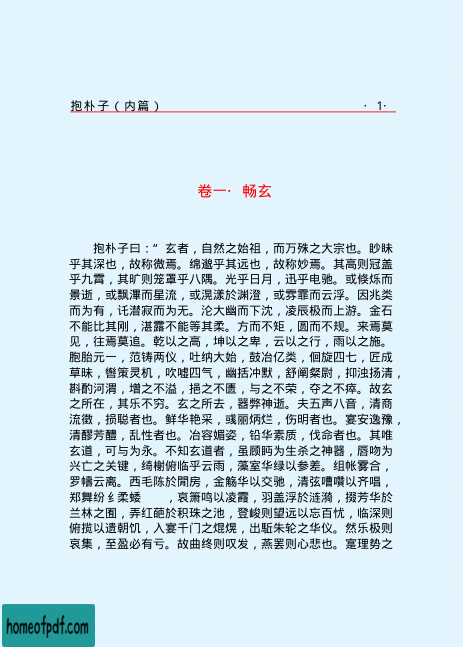 抱朴子（内篇）
· 1·
卷一· 畅玄
抱朴子曰：“ 玄者，自然之始祖，而万殊之大宗也。眇昧
乎其深也，故称微焉。绵邈乎其远也，故称妙焉。其高则冠盖
乎九霄，其旷则笼罩乎八隅。光乎日月，迅乎电驰。或倏烁而
景逝，或飘滭而星流，或滉漾於渊澄，或雰霏而云浮。因兆类
而为有，讬潜寂而为无。沦大幽而下沈，凌辰极而上游。金石
不能比其刚，湛露不能等其柔。方而不矩，圆而不规。来焉莫
见，往焉莫追。乾以之高，坤以之卑，云以之行，雨以之施。
胞胎元一，范铸两仪，吐纳大始，鼓冶亿类，佪旋四七，匠成
草昧，辔策灵机，吹嘘四气，幽括冲默，舒阐粲尉，抑浊扬清，
斟酌河渭，增之不溢，挹之不匮，与之不荣，夺之不瘁。故玄
之所在，其乐不穷。玄之所去，器弊神逝。夫五声八音，清商
流徵，损聪者也。鲜华艳采，彧丽炳烂，伤明者也。宴安逸豫，
清醪芳醴，乱性者也。冶容媚姿，铅华素质，伐命者也。其唯
玄道，可与为永。不知玄道者，虽顾眄为生杀之神器，唇吻为
兴亡之关键，绮榭俯临乎云雨，藻室华绿以参差。组帐雾合，
罗帱云离。西毛陈於閒房，金觞华以交驰，清弦嘈囋以齐唱，
郑舞纷纟柔蜲 ，哀箫鸣以凌霞，羽盖浮於涟漪，掇芳华於
兰林之囿，弄红葩於积珠之池，登峻则望远以忘百忧，临深则
俯揽以遗朝饥，入宴千门之焜熀，出駈朱轮之华仪。然乐极则
哀集，至盈必有亏。故曲终则叹发，燕罢则心悲也。寔理势之
homeofpdf.com